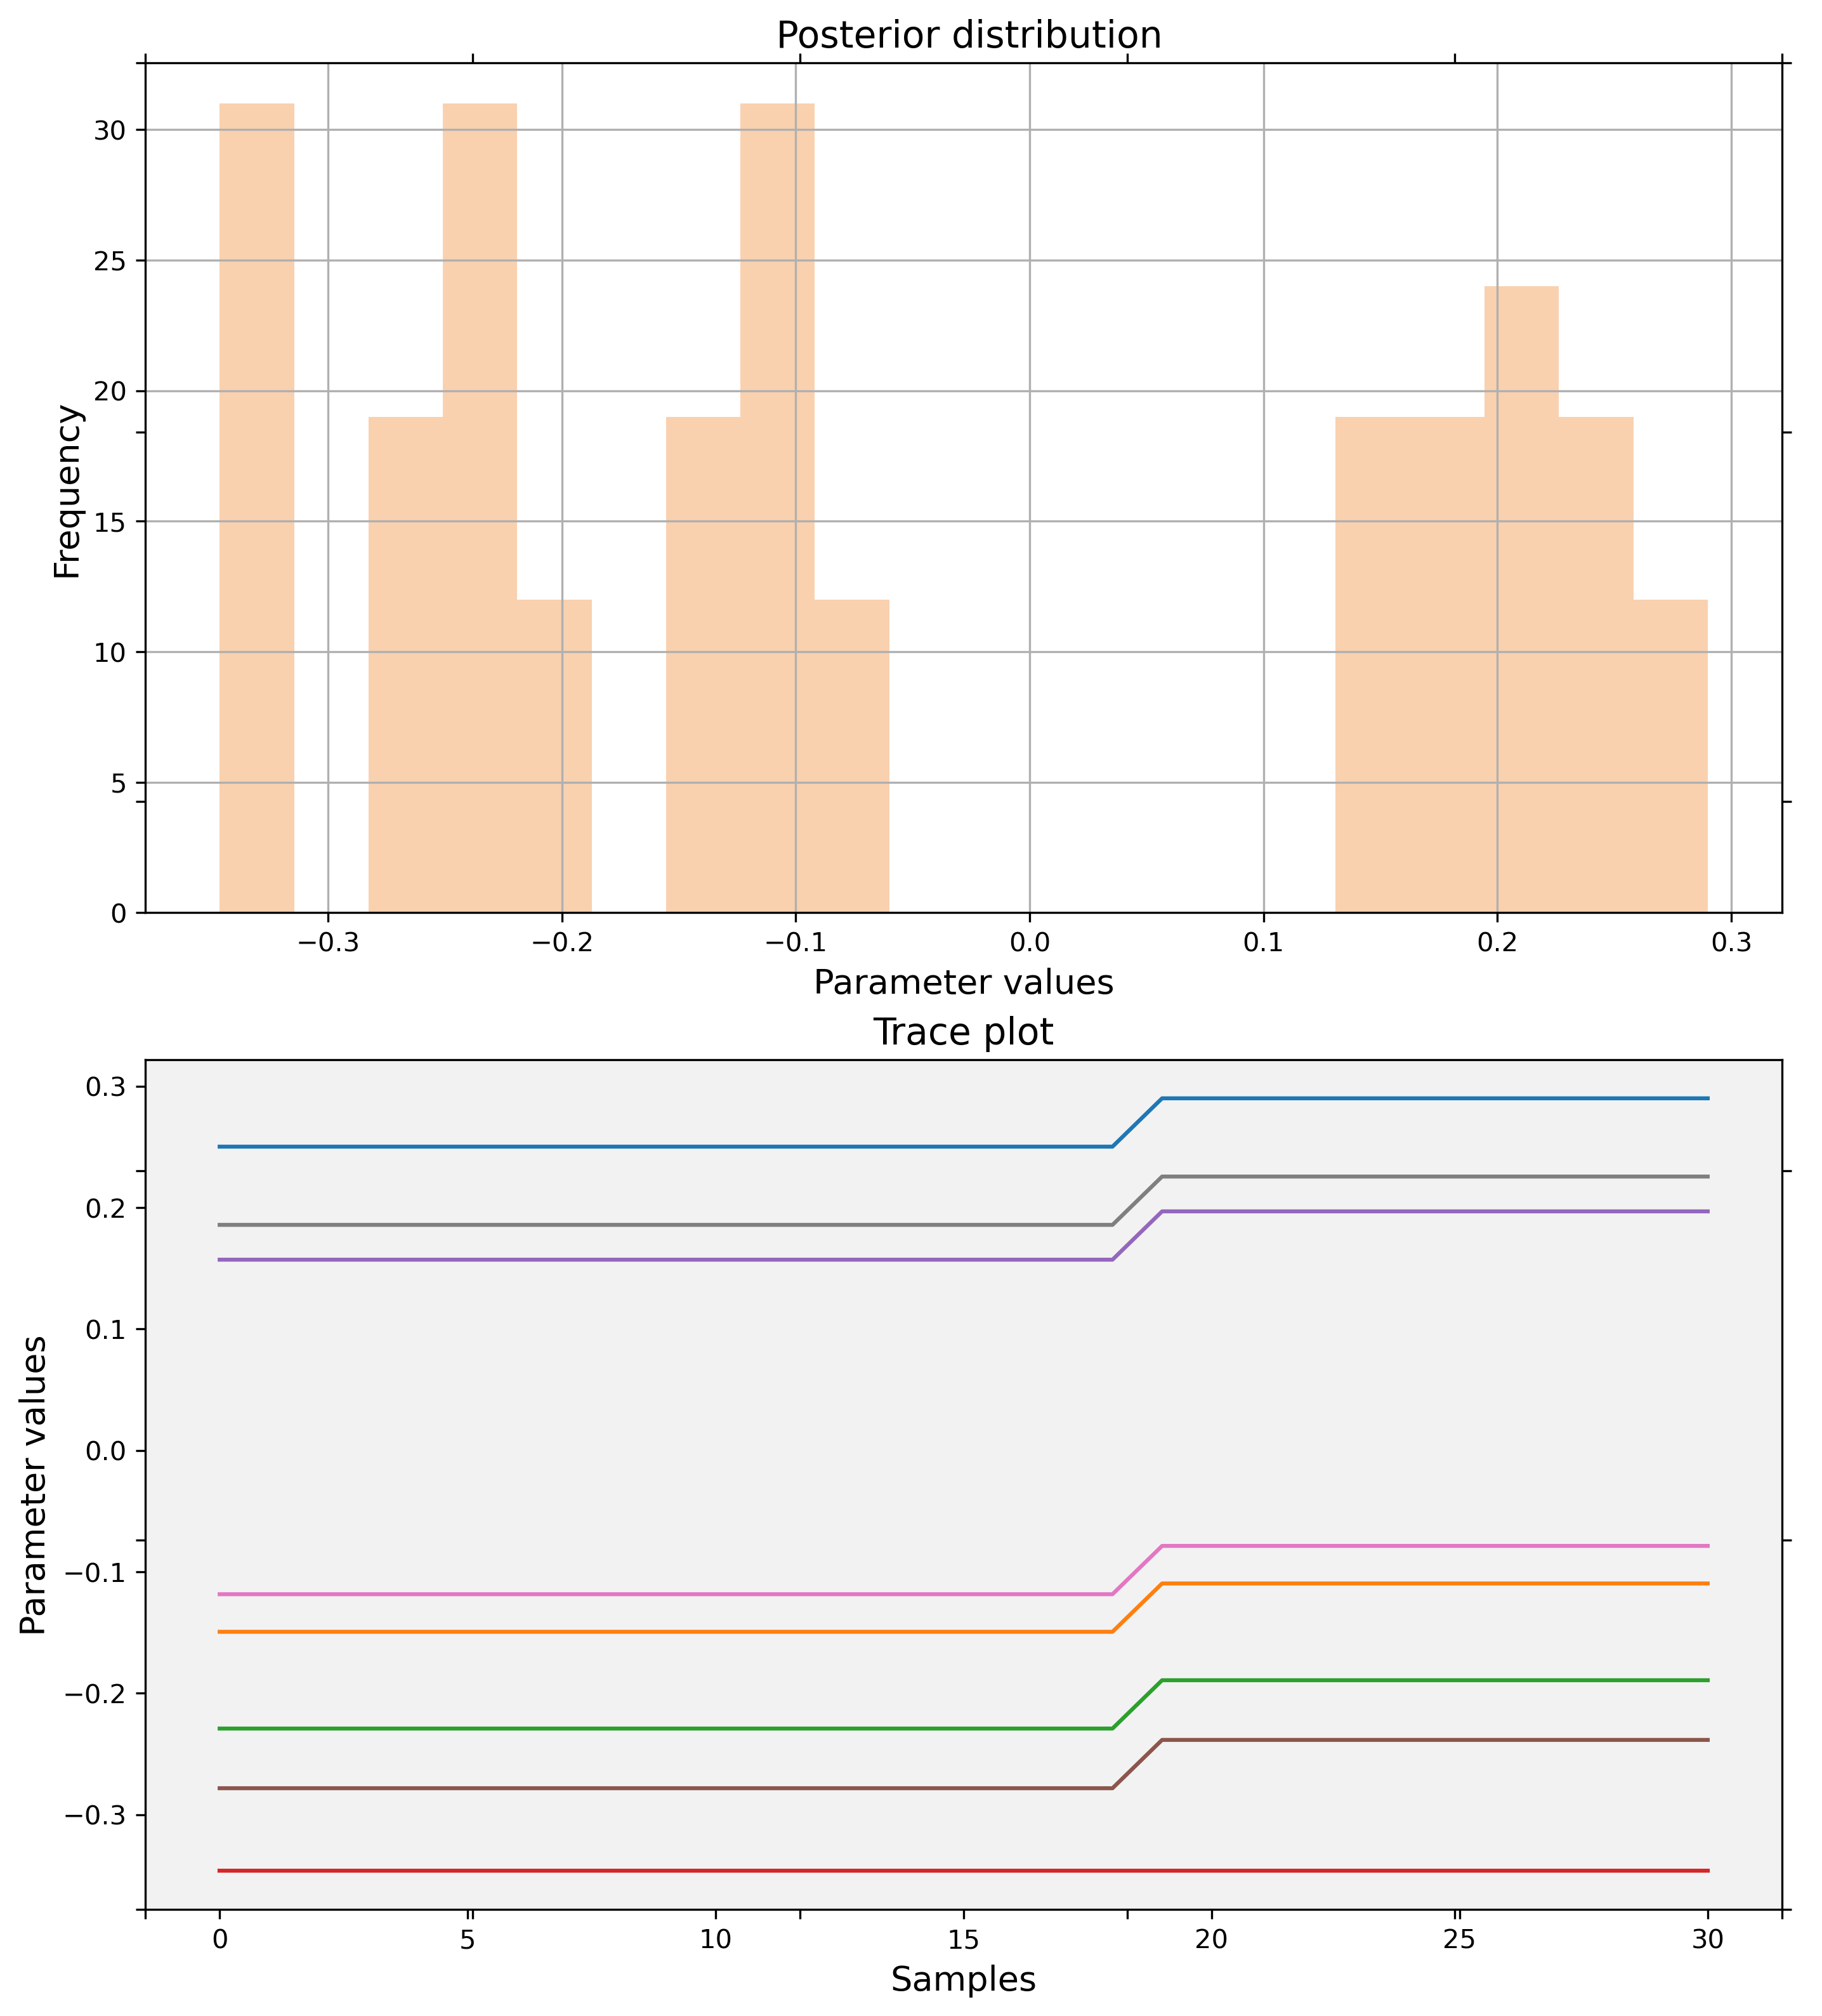 Posterior distribution
30
25
20
15
10
5
0
Frequency
−0.3 −0.2 −0.1 0.0 0.1 0.2 0.3
Parameter values
Trace plot
0.3
0.2
0.1
0.0
−0.1
−0.2
−0.3
Parameter values
0 5 10 15 20 25 30
Samples